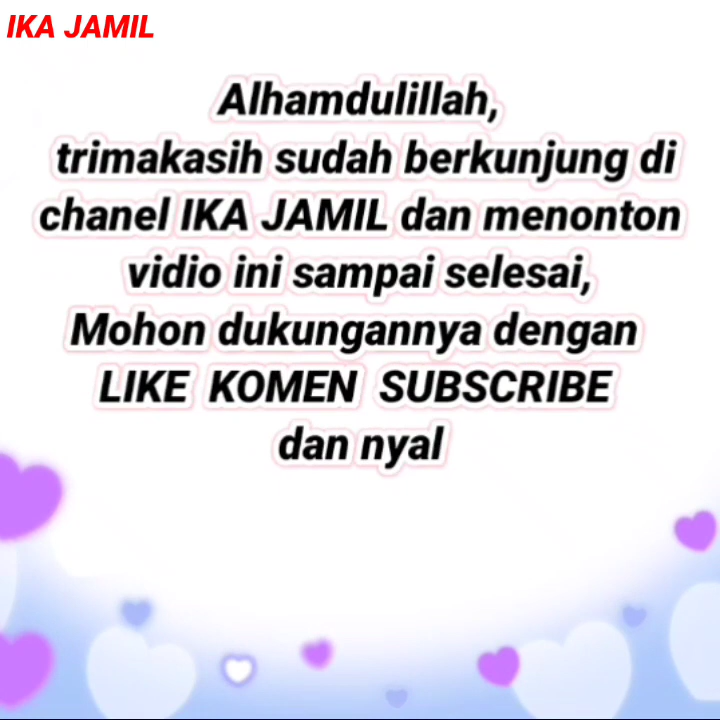 IKA JAMIL
Alhamdulillah,
trimakasih sudah berkunjung di
chanel IKA JAMIL dan menonton
vidio ini sampai selesai,
Mohon dukungannya dengan
LIKE KOMEN SUBSCRIBE
dan nyal